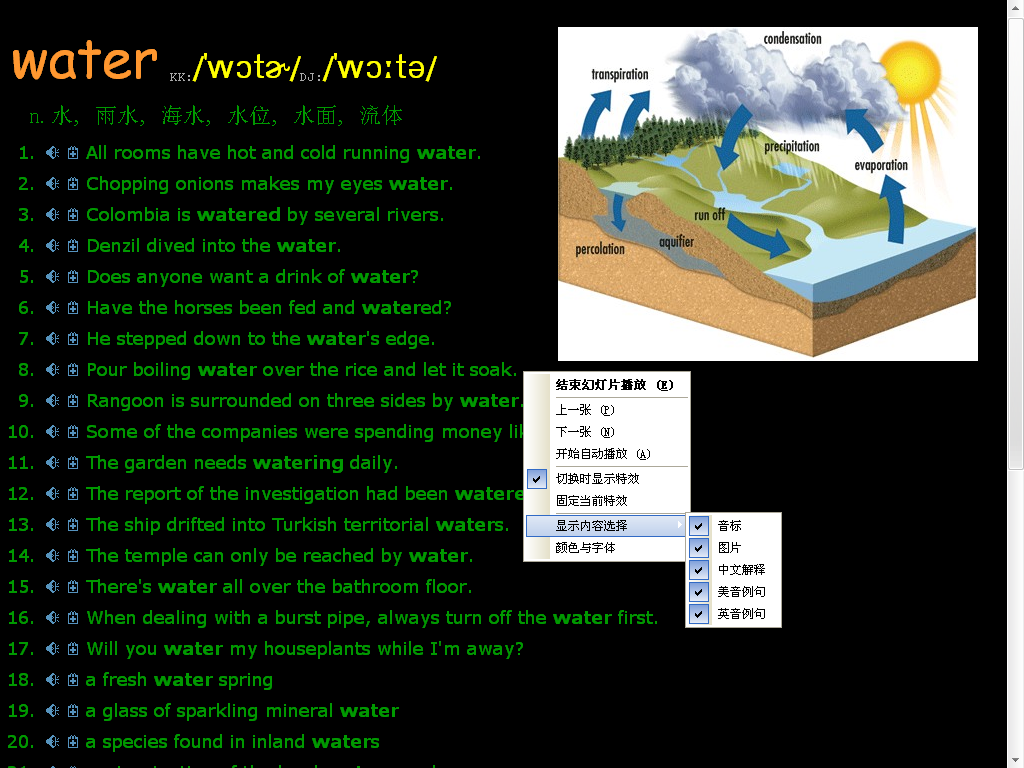 water KK:/ˈwɔtɚ/DJ:/ˈwɔːtə/
n. 水, 雨水, 海水, 水位, 水面, 流体
1. All rooms have hot and cold running water.
2. Chopping onions makes my eyes water.
3. Colombia is watered by several rivers.
4. Denzil dived into the water.
5. Does anyone want a drink of water?
6. Have the horses been fed and watered?
7. He stepped down to the water's edge.
8. Pour boiling water over the rice and let it soak.
9. Rangoon is surrounded on three sides by water.
10. Some of the companies were spending money
11. The garden needs watering daily.
12. The report of the investigation had been watere
13. The ship drifted into Turkish territorial waters.
14. The temple can only be reached by water.
15. There's water all over the bathroom floor.
16. When dealing with a burst pipe, always turn off the water first.
17. Will you water my houseplants while I'm away?
18. a fresh water spring
19. a glass of sparkling mineral water
20. a species found in inland waters
condensation
transpiration
precipitation
evaporation
run off
aquifier
percolation
结束幻灯片播放 (E)
上一张 (P)
下一张 (N)
开始自动播放 (A)
切换时显示特效
固定当前特效
显示内容选择
颜色与字体
音标
图片
中文解释
美音例句
英音例句